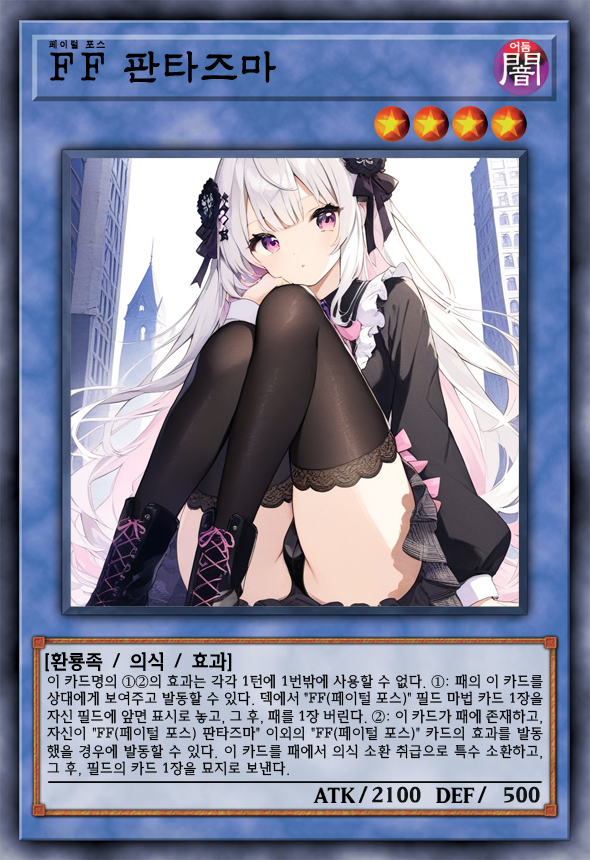 페이털 포스
FF 판타즈마
어둠
闇
[환룡족 / 의식 / 효과]
이 카드명의 ①②의 효과는 각각 1턴에 1번밖에 사용할 수 없다. ①: 패의 이 카드를
상대에게 보여주고 발동할 수 있다. 덱에서 "FF(페이털 포스)" 필드 마법 카드 1장을
자신 필드에 앞면 표시로 놓고, 그 후, 패를 1장 버린다. ②: 이 카드가 패에 존재하고,
자신이 "FF(페이털 포스) 판타즈마" 이외의 "FF(페이털 포스)" 카드의 효과를 발동
했을 경우에 발동할 수 있다. 이 카드를 패에서 의식 소환 취급으로 특수 소환하고,
그 후, 필드의 카드 1장을 묘지로 보낸다.
ATK/2100 DEF/ 500